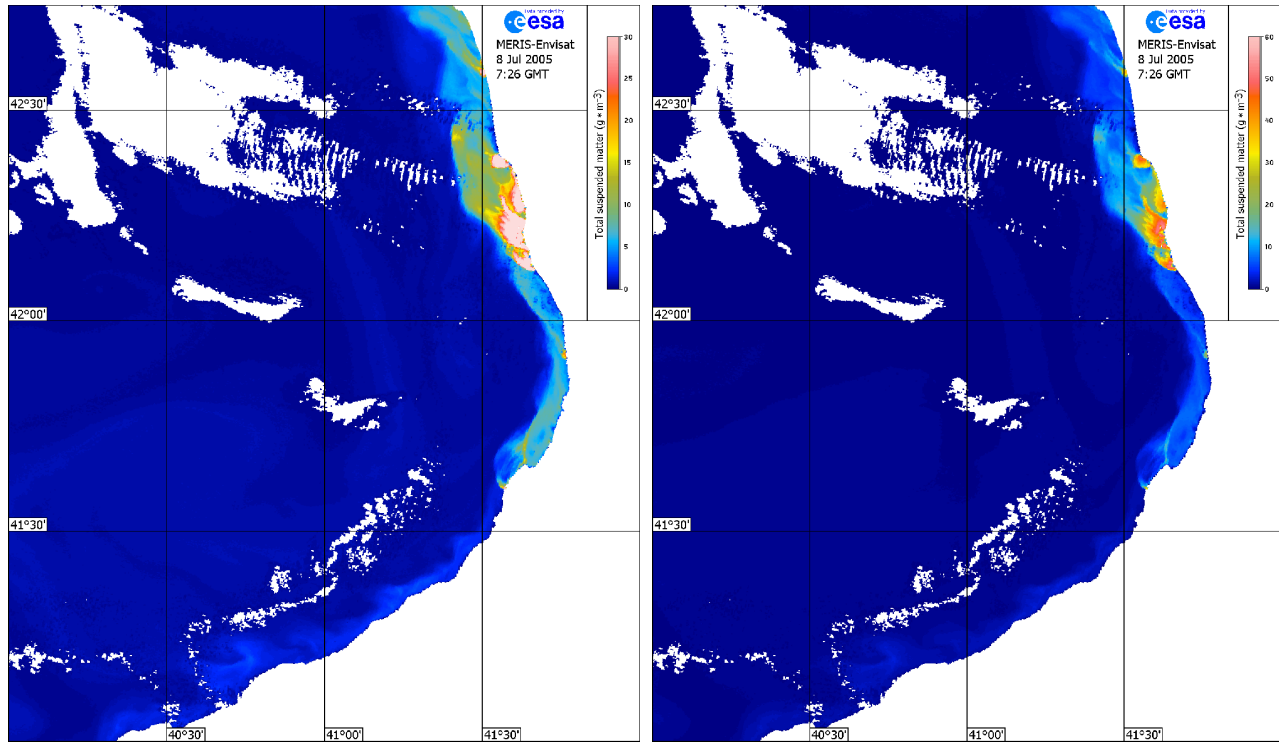 Data provided by
esa
MERIS-Envisat
8 Jul 2005
7:26 GMT
30
25
20
15
10
5
0
Total suspended matter (g * m-3)
42°30'
42°00'
41°30'
40°30'
41°00'
41°30'
Data provided by
esa
MERIS-Envisat
8 Jul 2005
7:26 GMT
60
50
40
30
20
10
0
Total suspended matter (g * m-3)
42°30'
42°00'
41°30'
40°30'
41°00'
41°30'